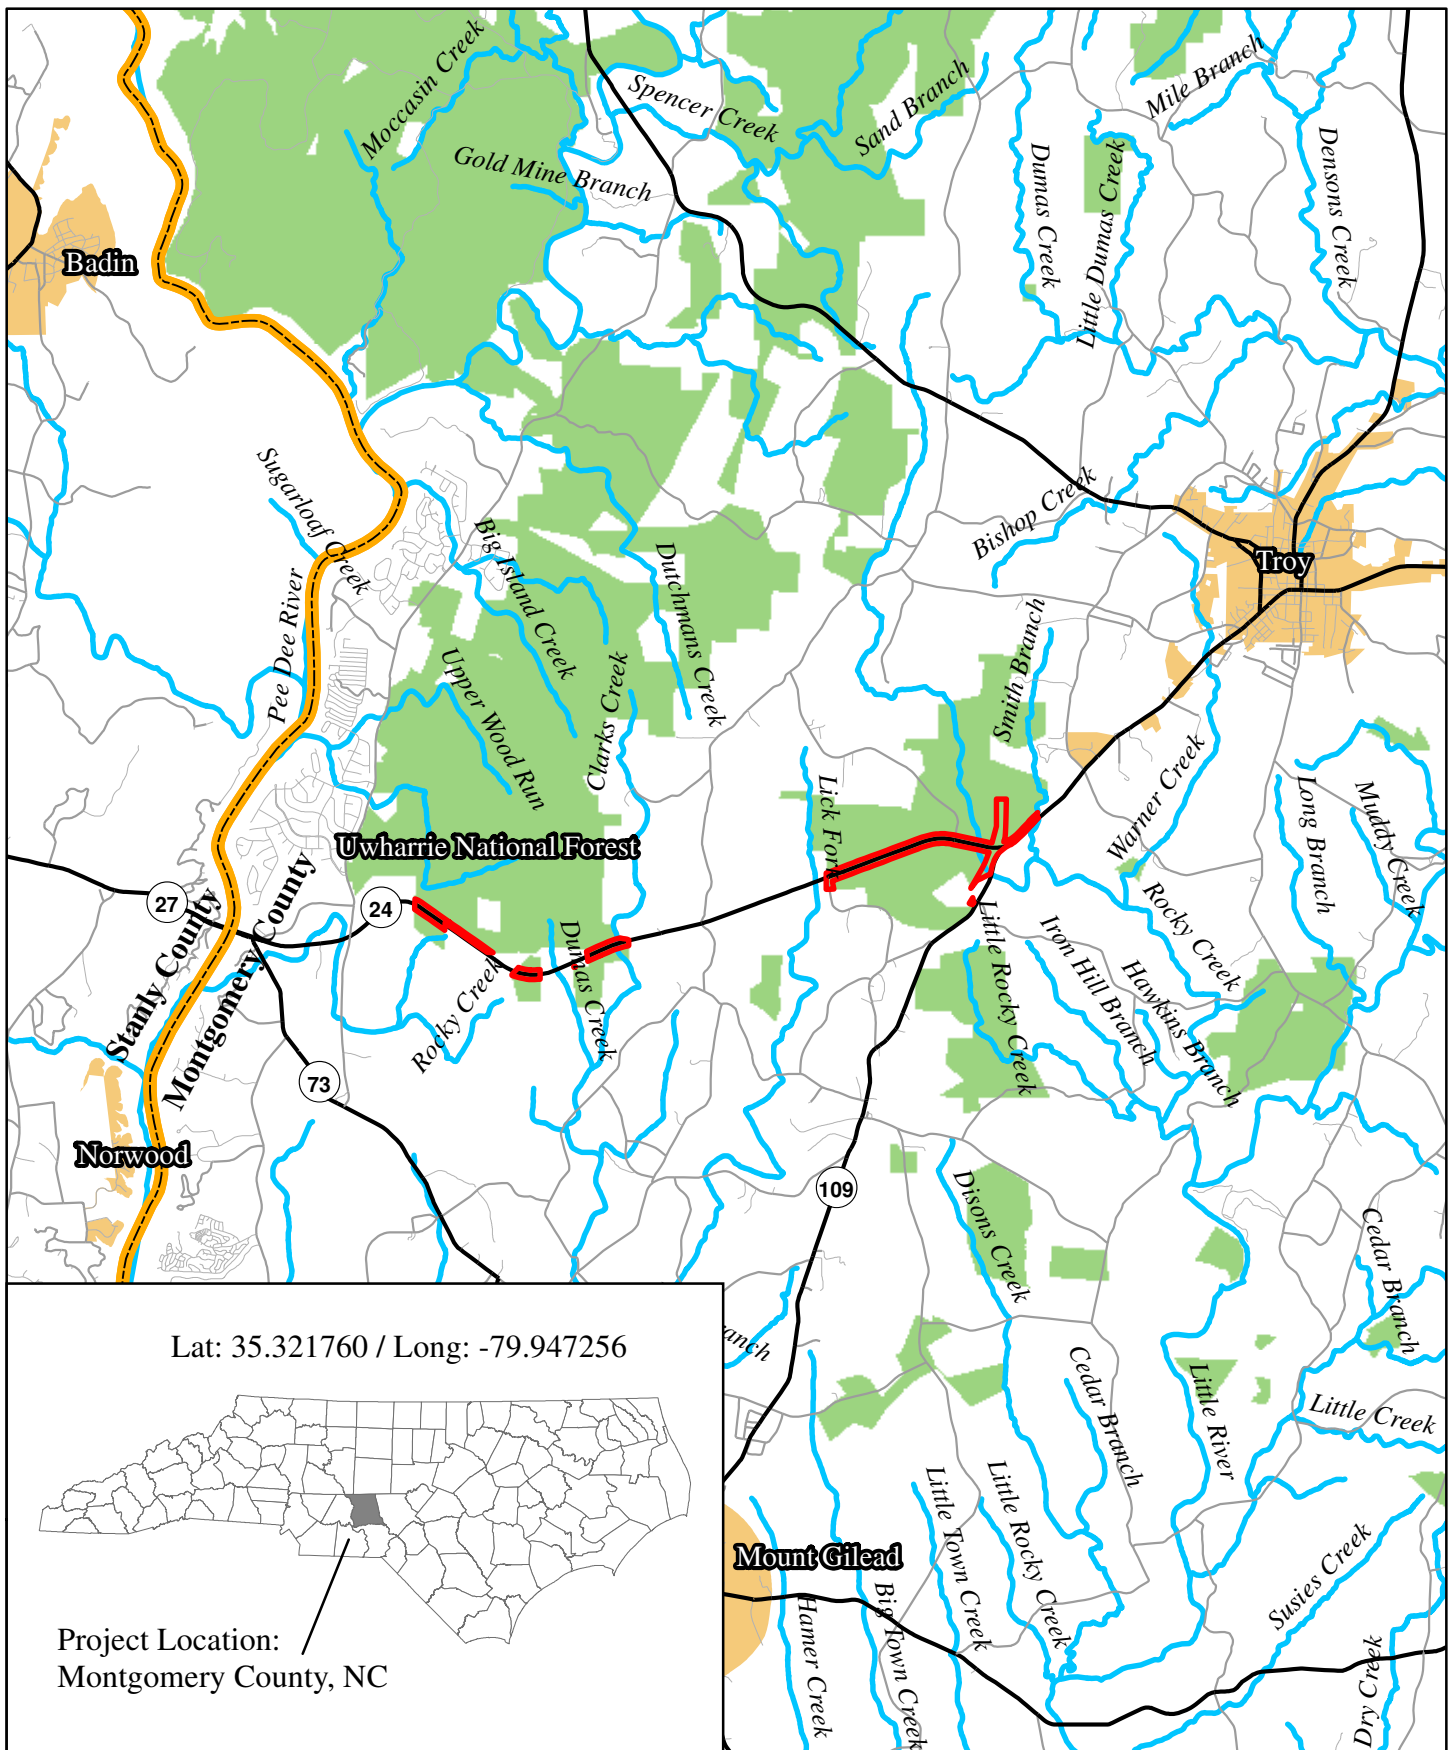 Moccasin Creek
Spencer Creek
Sand Branch
Mile Branch
Gold Mine Branch
Dumas Creek
Little Dumas Creek
Densons Creek
Badin
Sugarloaf Creek
Bishop Creek
Troy
Pee Dee River
Big Island Creek
Dutchmans Creek
Upper Wood Run
Clarks Creek
Smith Branch
Warner Creek
Lick Fork
Long Branch
Muddy Creek
Uwharrie National Forest
27
24
Stanly County
Montgomery County
Rocky Creek
Dumas Creek
Little Rocky Creek
Iron Hill Branch
Hawkins Branch
Rocky Creek
73
Norwood
109
Disons Creek
Cedar Branch
anch
Cedar Branch
Little River
Little Creek
Mount Gilead
Little Town Creek
Little Rocky Creek
Susies Creek
Hamer Creek
Big Town Creek
Dry Creek
Lat: 35.321760 / Long: -79.947256
Project Location:
Montgomery County, NC